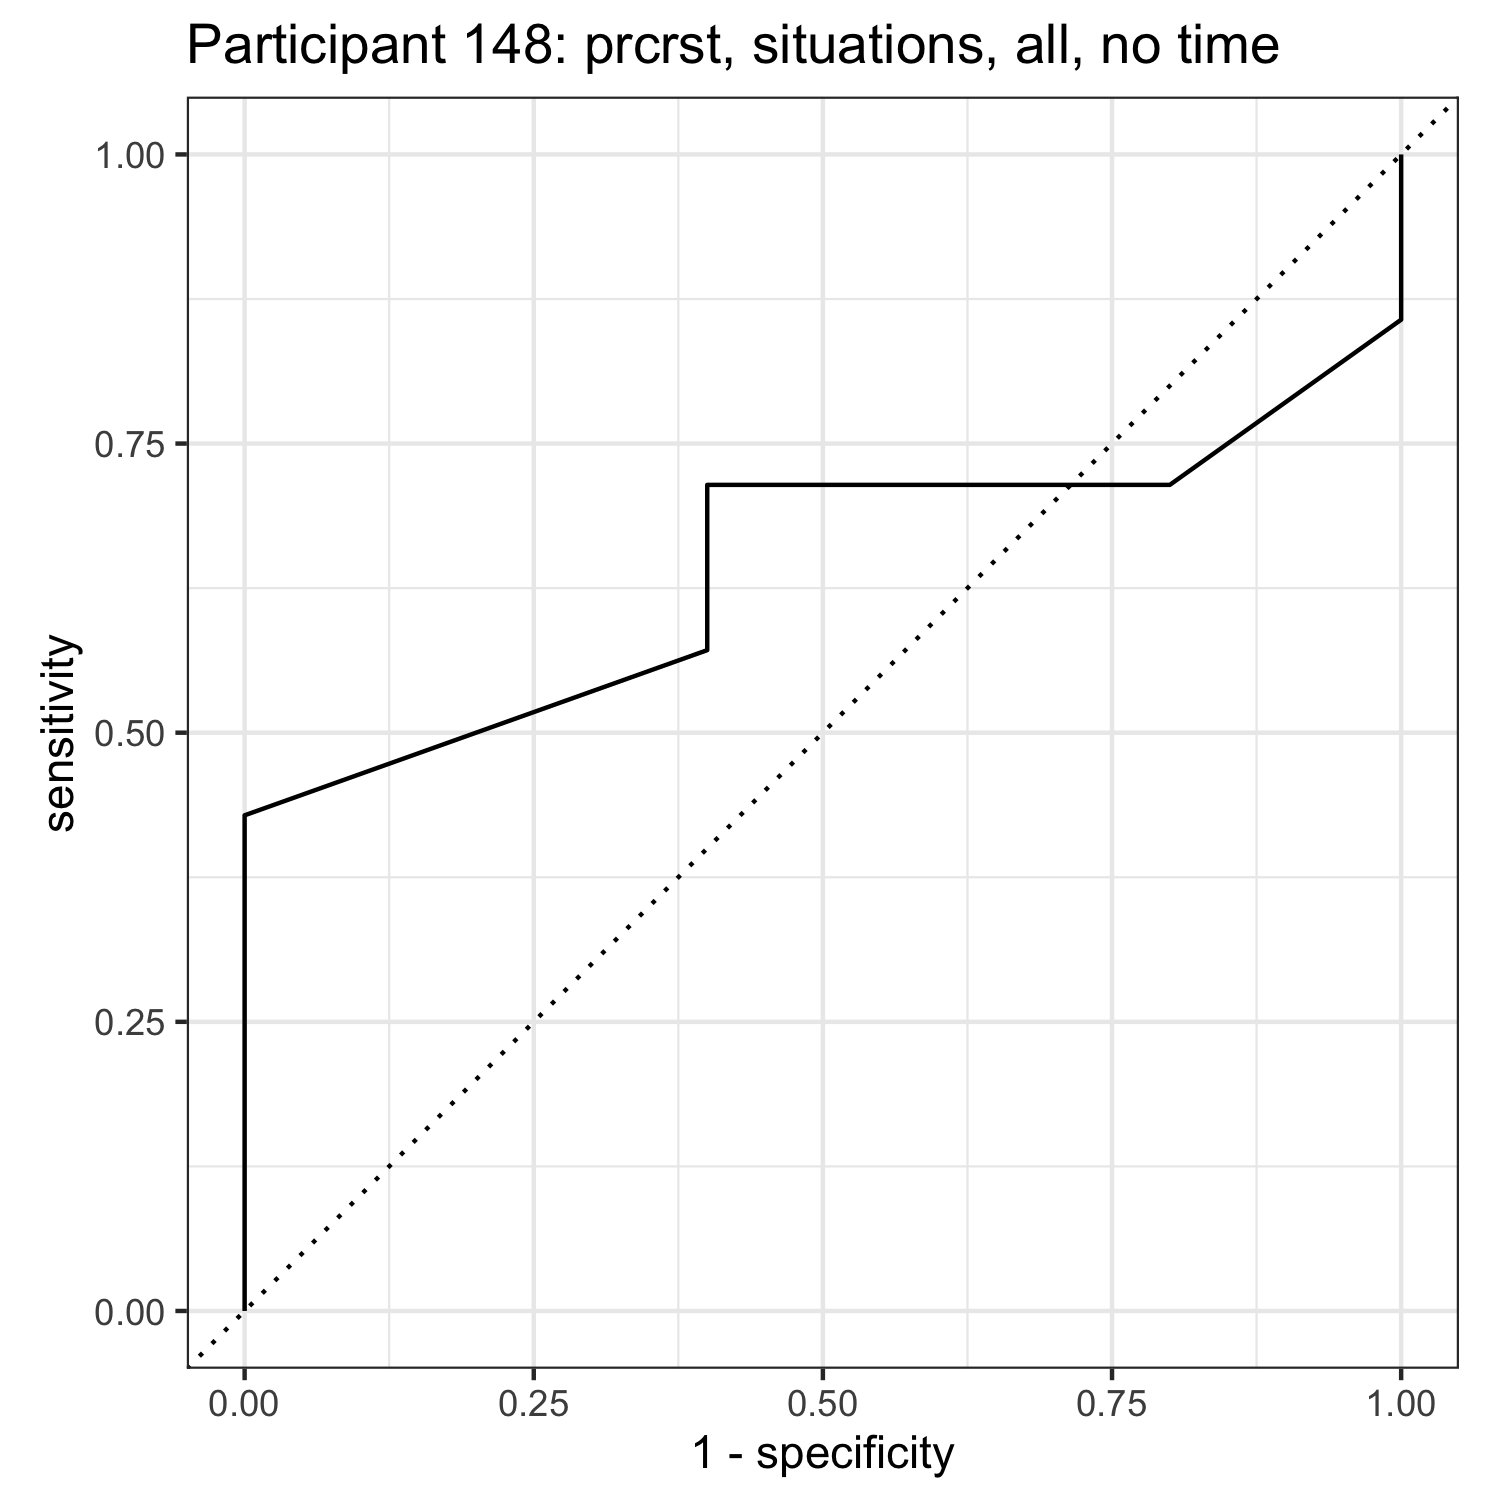 Participant 148: prcrst, situations, all, no time
1.00
0.75
0.50
0.25
0.00
sensitivity
0.00 0.25 0.50 0.75 1.00
1 - specificity